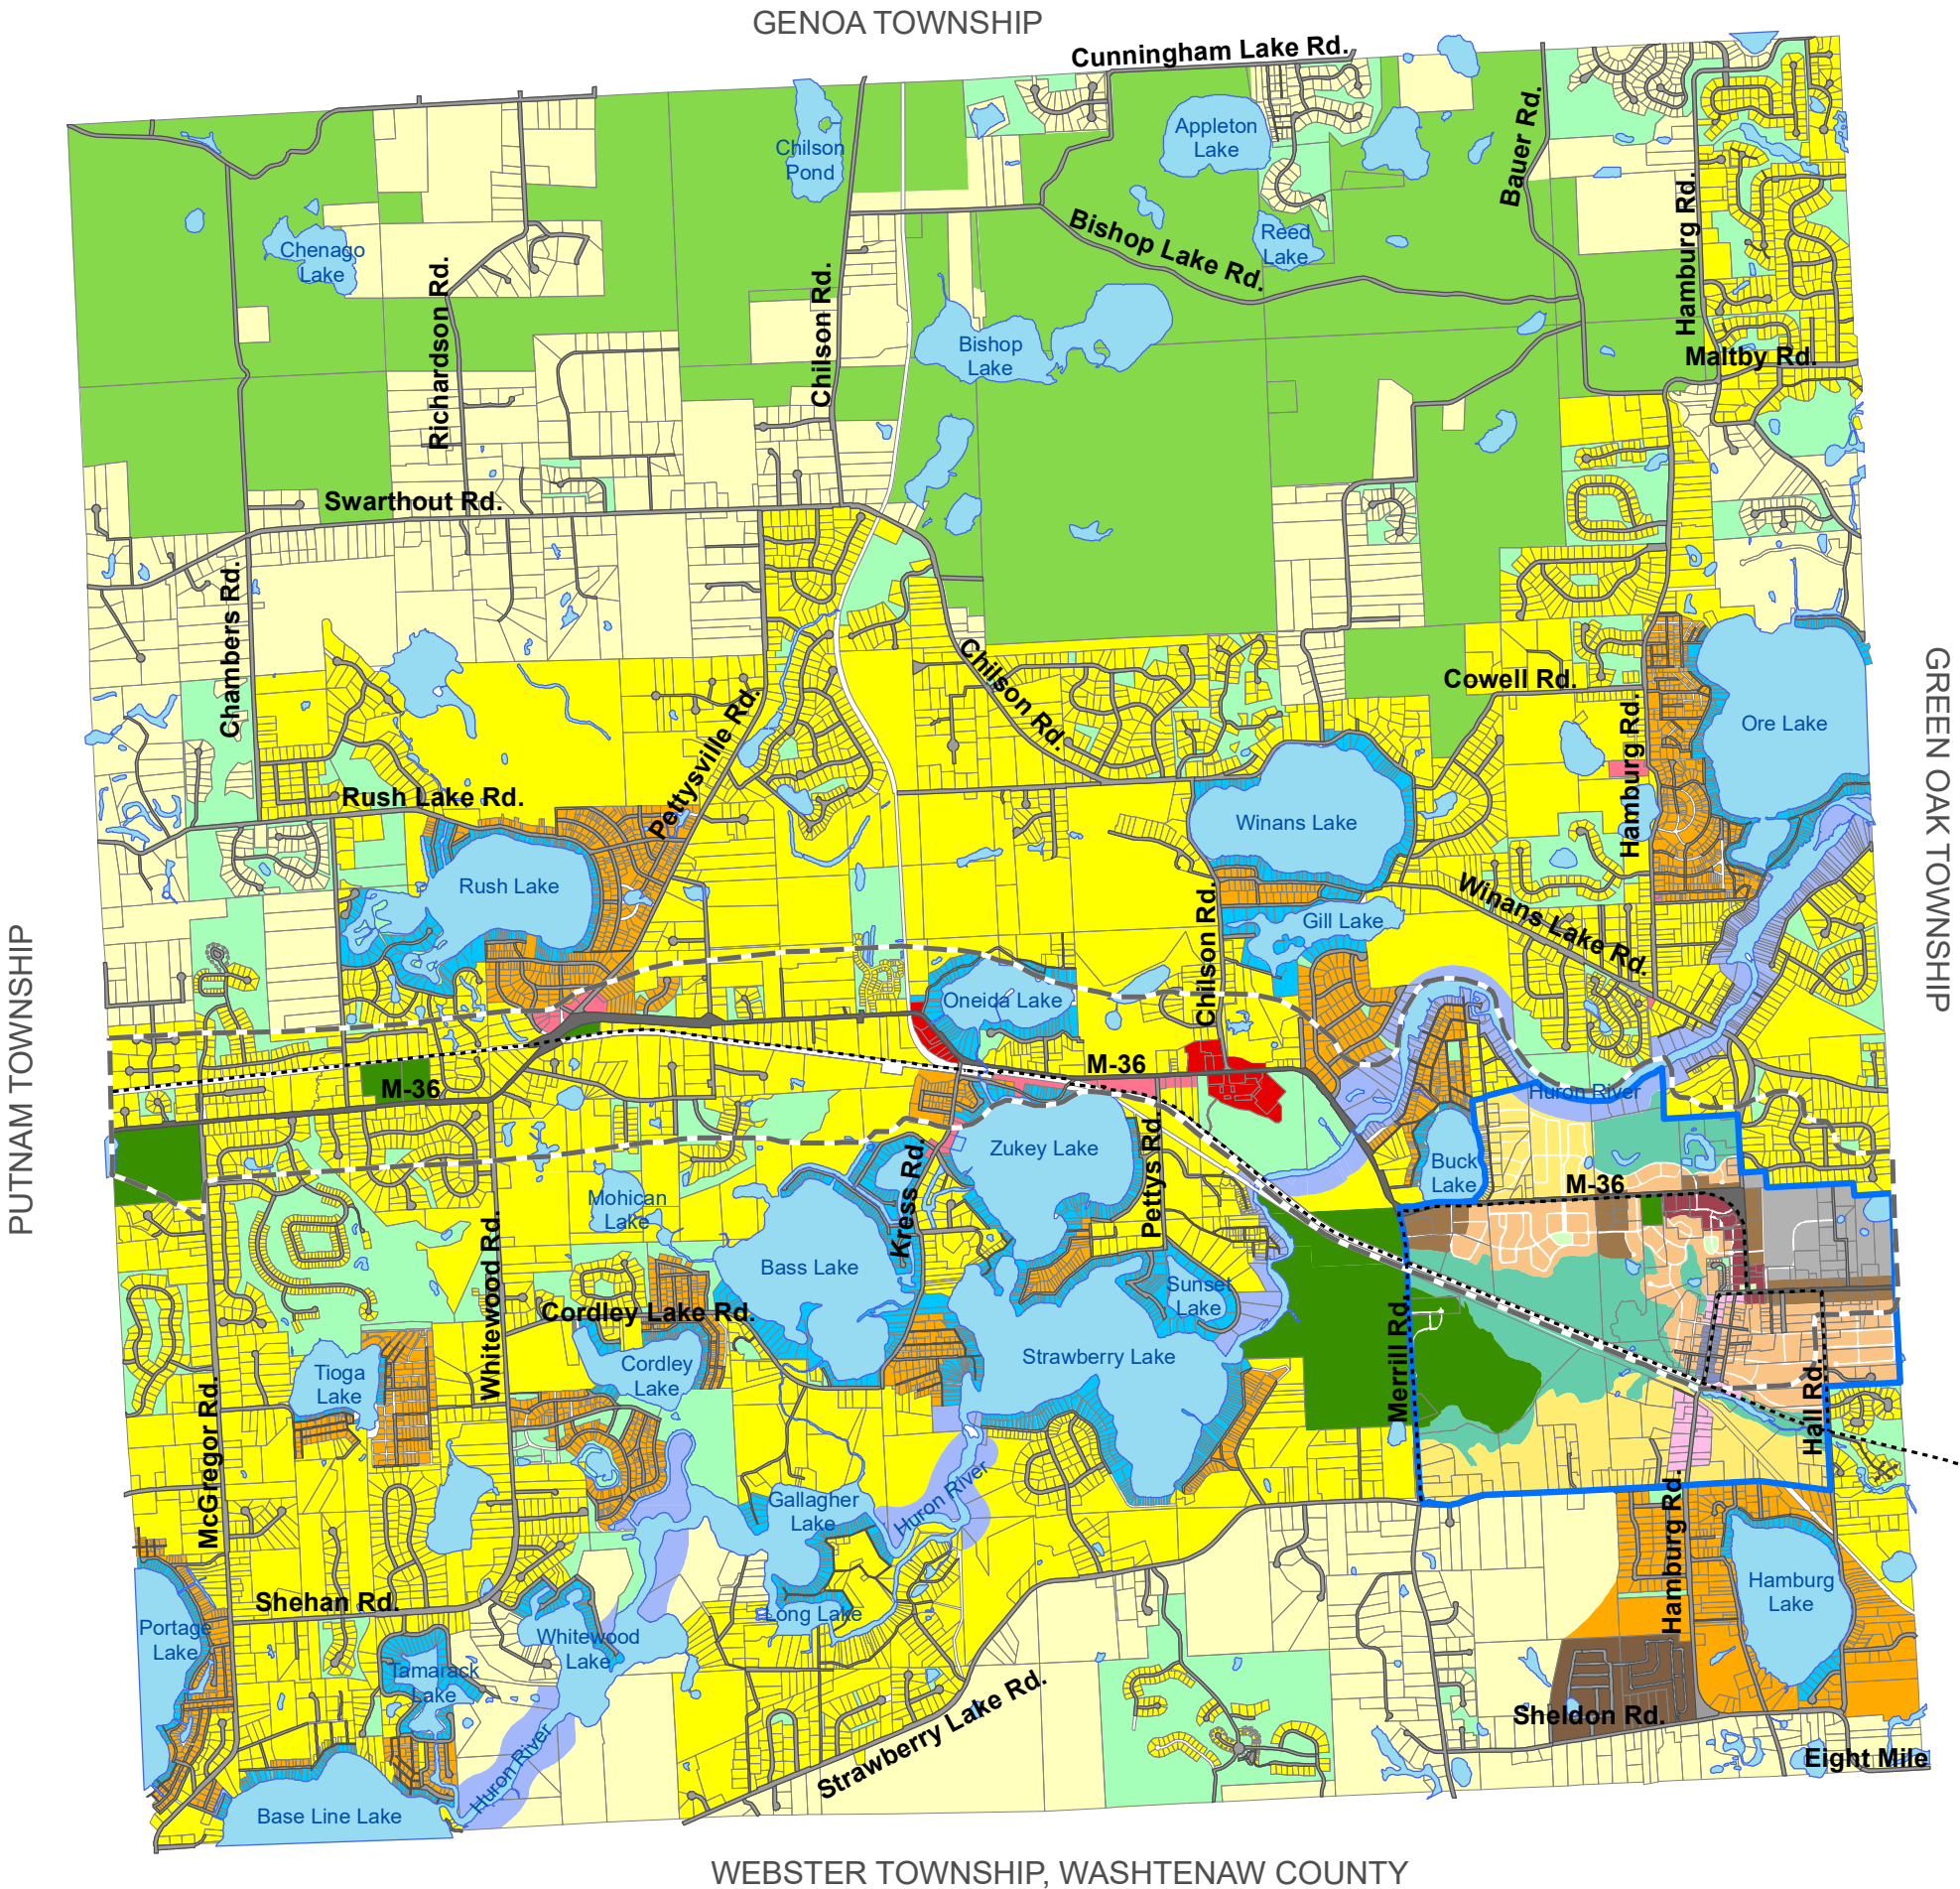 GENOA TOWNSHIP
Cunningham Lake Rd.
Chilson
Pond
Appleton
Lake
Bauer Rd.
Hamburg Rd.
Chenago
Lake
Bishop Lake Rd.
Reed
Lake
Richardson Rd.
Chilson Rd.
Bishop
Lake
Maltby Rd.
Swarthout Rd.
Chambers Rd.
Chilson Rd.
Cowell Rd.
Ore Lake
Hamburg Rd.
GREEN OAK TOWNSHIP
Pettysville Rd.
Rush Lake Rd.
Winans Lake
Rush Lake
Winans Lake Rd.
Gill Lake
Chilson Rd.
PUTNAM TOWNSHIP
Oneida Lake
M-36
M-36
Huron River
Zukey Lake
Pettys Rd.
Buck
Lake
M-36
Mohican
Lake
Kress Rd.
Whitewood Rd.
Bass Lake
Sunset
Lake
Cordley Lake Rd.
Strawberry Lake
Merrill Rd.
Tioga
Lake
Cordley
Lake
McGregor Rd.
Hall Rd.
Gallagher
Lake
Huron River
Hamburg Rd.
Shehan Rd.
Hamburg
Lake
Long Lake
Portage
Lake
Whitewood
Lake
Tamarack
Lake
Strawberry Lake Rd.
Sheldon Rd.
Huron River
Eight Mile
Base Line Lake
WEBSTER TOWNSHIP, WASHTENAW COUNTY